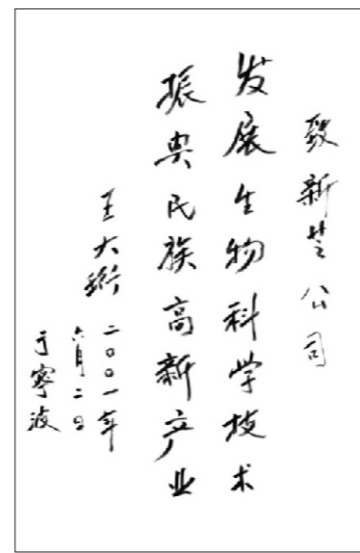 致新芝公司
发展生物科学技术
振兴民族高新产业
王大珩
二〇〇一年
六月二日
于宁波